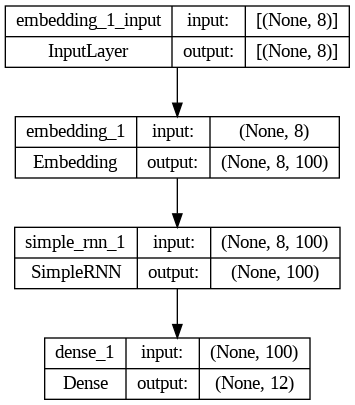 embedding_1_input input: [(None, 8)]
InputLayer output: [(None, 8)]
embedding_1 input: (None, 8)
Embedding output: (None, 8, 100)
simple_rnn_1 input: (None, 8, 100)
SimpleRNN output: (None, 100)
dense_1 input: (None, 100)
Dense output: (None, 12)